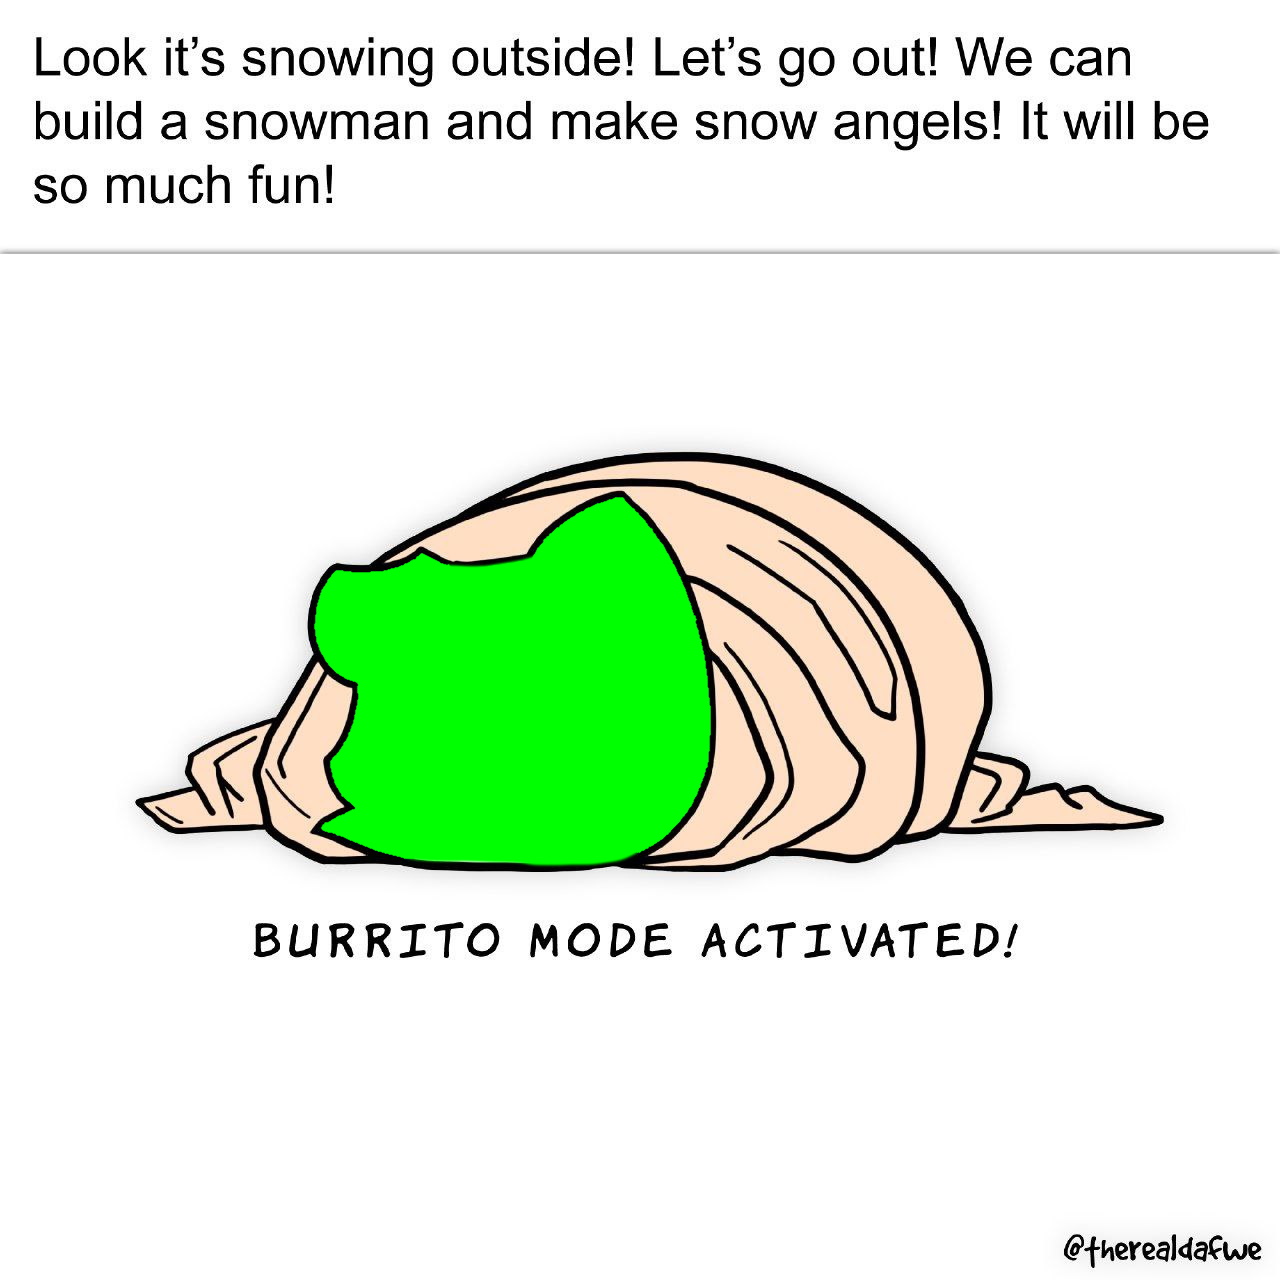 Look it’s snowing outside! Let’s go out! We can
build a snowman and make snow angels! It will be
so much fun!
BURRITO MODE ACTIVATED!
@therealdafwe